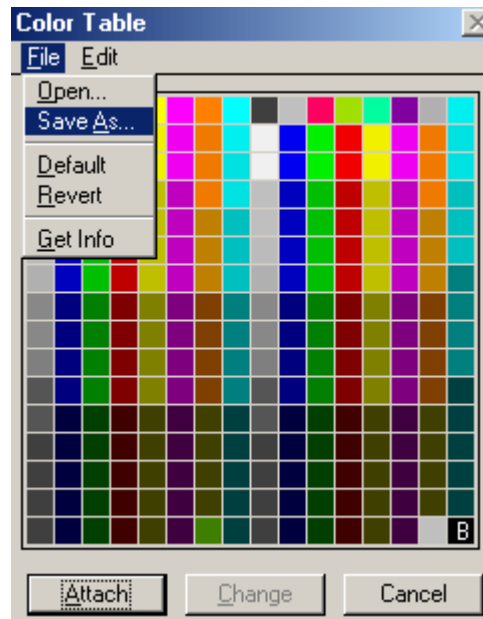 Color Table
File Edit
Open...
Save As...
Default
Revert
Get Info
B
Attach Change Cancel